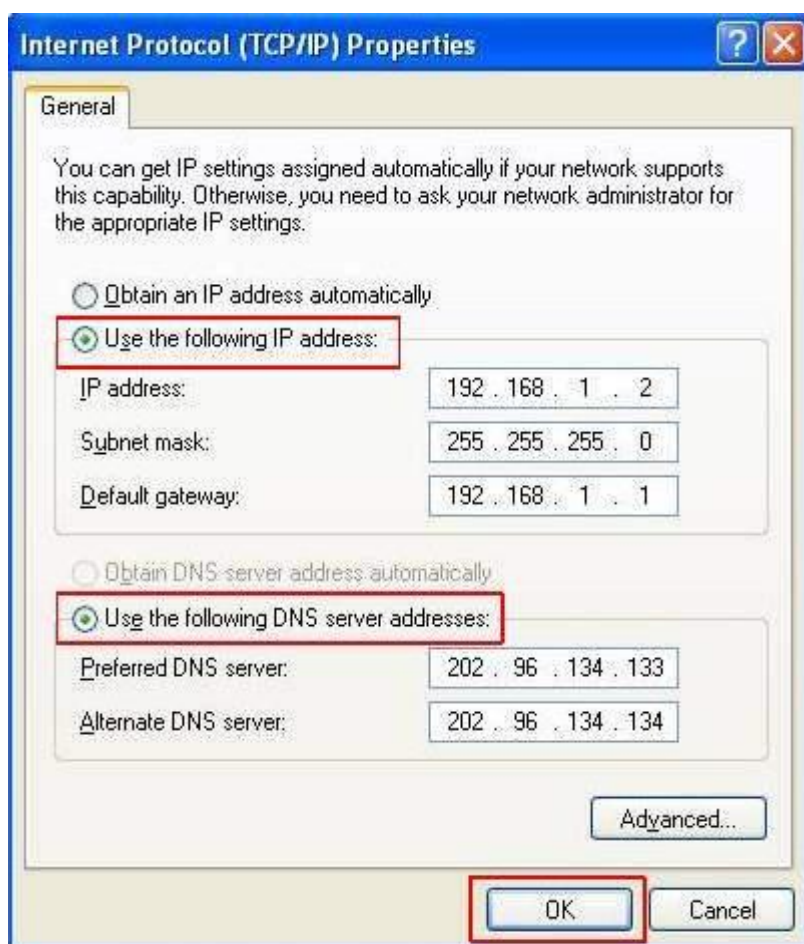 Internet Protocol (TCP/IP) Properties
General
You can get IP settings assigned automatically if your network supports
this capability. Otherwise, you need to ask your network administrator for
the appropriate IP settings.
Obtain an IP address automatically
Use the following IP address:
IP address: 192 . 168 . 1 . 2
Subnet mask: 255 . 255 . 255 . 0
Default gateway: 192 . 168 . 1 . 1
Obtain DNS server address automatically
Use the following DNS server addresses:
Preferred DNS server: 202 . 96 . 134 . 133
Alternate DNS server: 202 . 96 . 134 . 134
Advanced...
OK Cancel